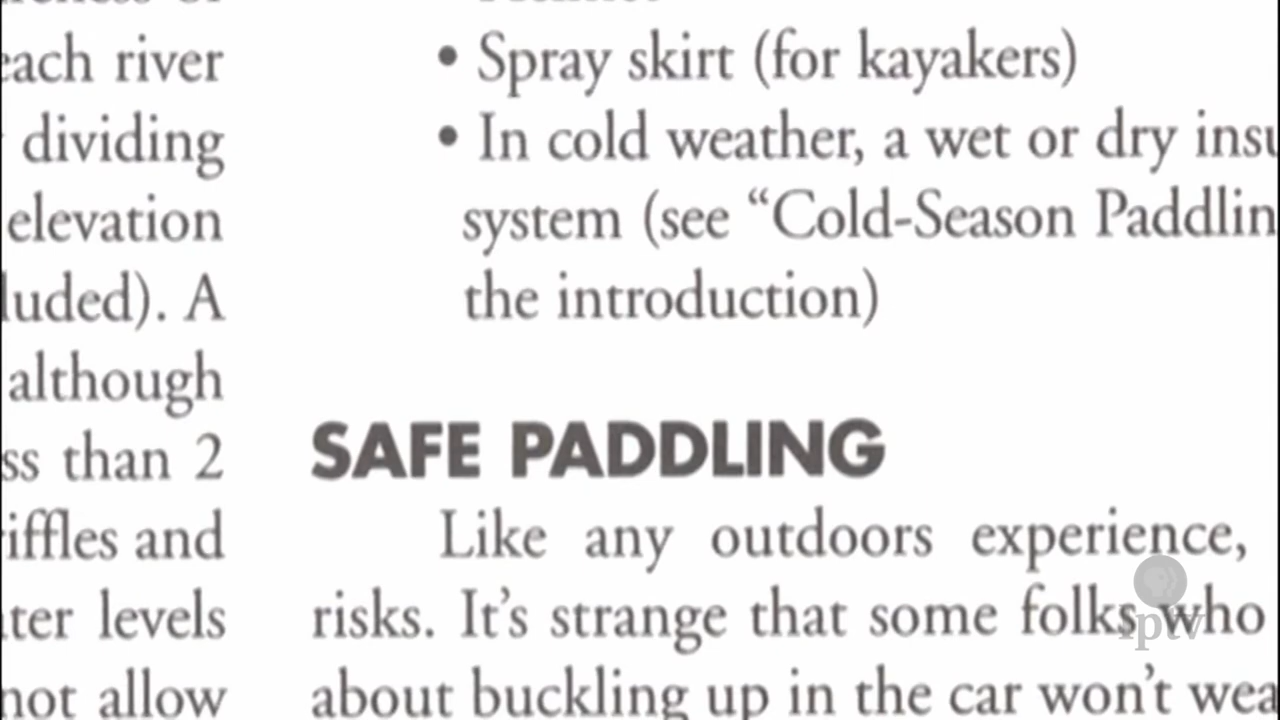 each river
dividing
elevation
luded). A
although
ss than 2
iffles and
ter levels
not allow
• Spray skirt (for kayakers)
• In cold weather, a wet or dry insu
system (see “Cold-Season Paddlin
the introduction)
SAFE PADDLING
Like any outdoors experience,
risks. It’s strange that some folks who
about buckling up in the car won’t wea
iptv